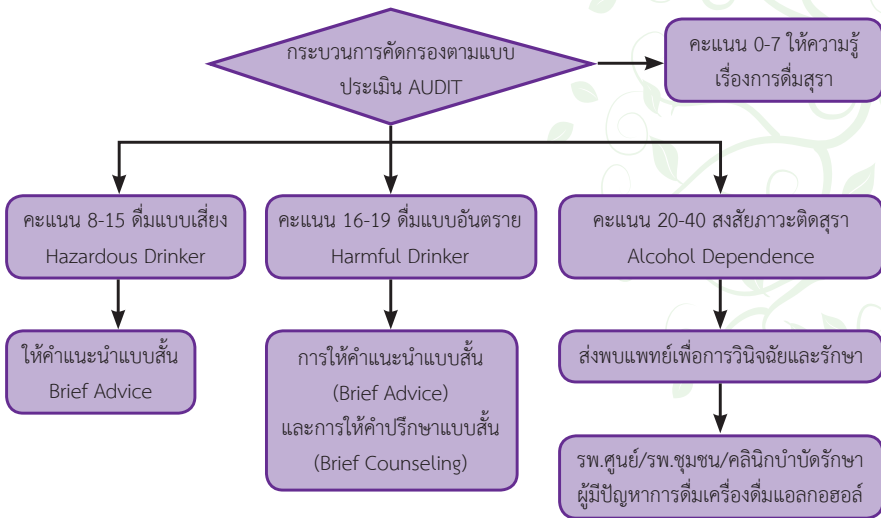 กระบวนการคัดกรองตามแบบ
ประเมิน AUDIT
คะแนน 0-7 ให้ความรู้
เรื่องการดื่มสุรา
คะแนน 8-15 ดื่มแบบเสี่ยง
Hazardous Drinker
คะแนน 16-19 ดื่มแบบอันตราย
Harmful Drinker
คะแนน 20-40 สงสัยภาวะติดสุรา
Alcohol Dependence
ให้คำแนะนำแบบสั้น
Brief Advice
การให้คำแนะนำแบบสั้น
(Brief Advice)
และการให้คำปรึกษาแบบสั้น
(Brief Counseling)
ส่งพบแพทย์เพื่อการวินิจฉัยและรักษา
รพ.ศูนย์/รพ.ชุมชน/คลินิกบำบัดรักษา
ผู้มีปัญหาการดื่มเครื่องดื่มแอลกอฮอล์